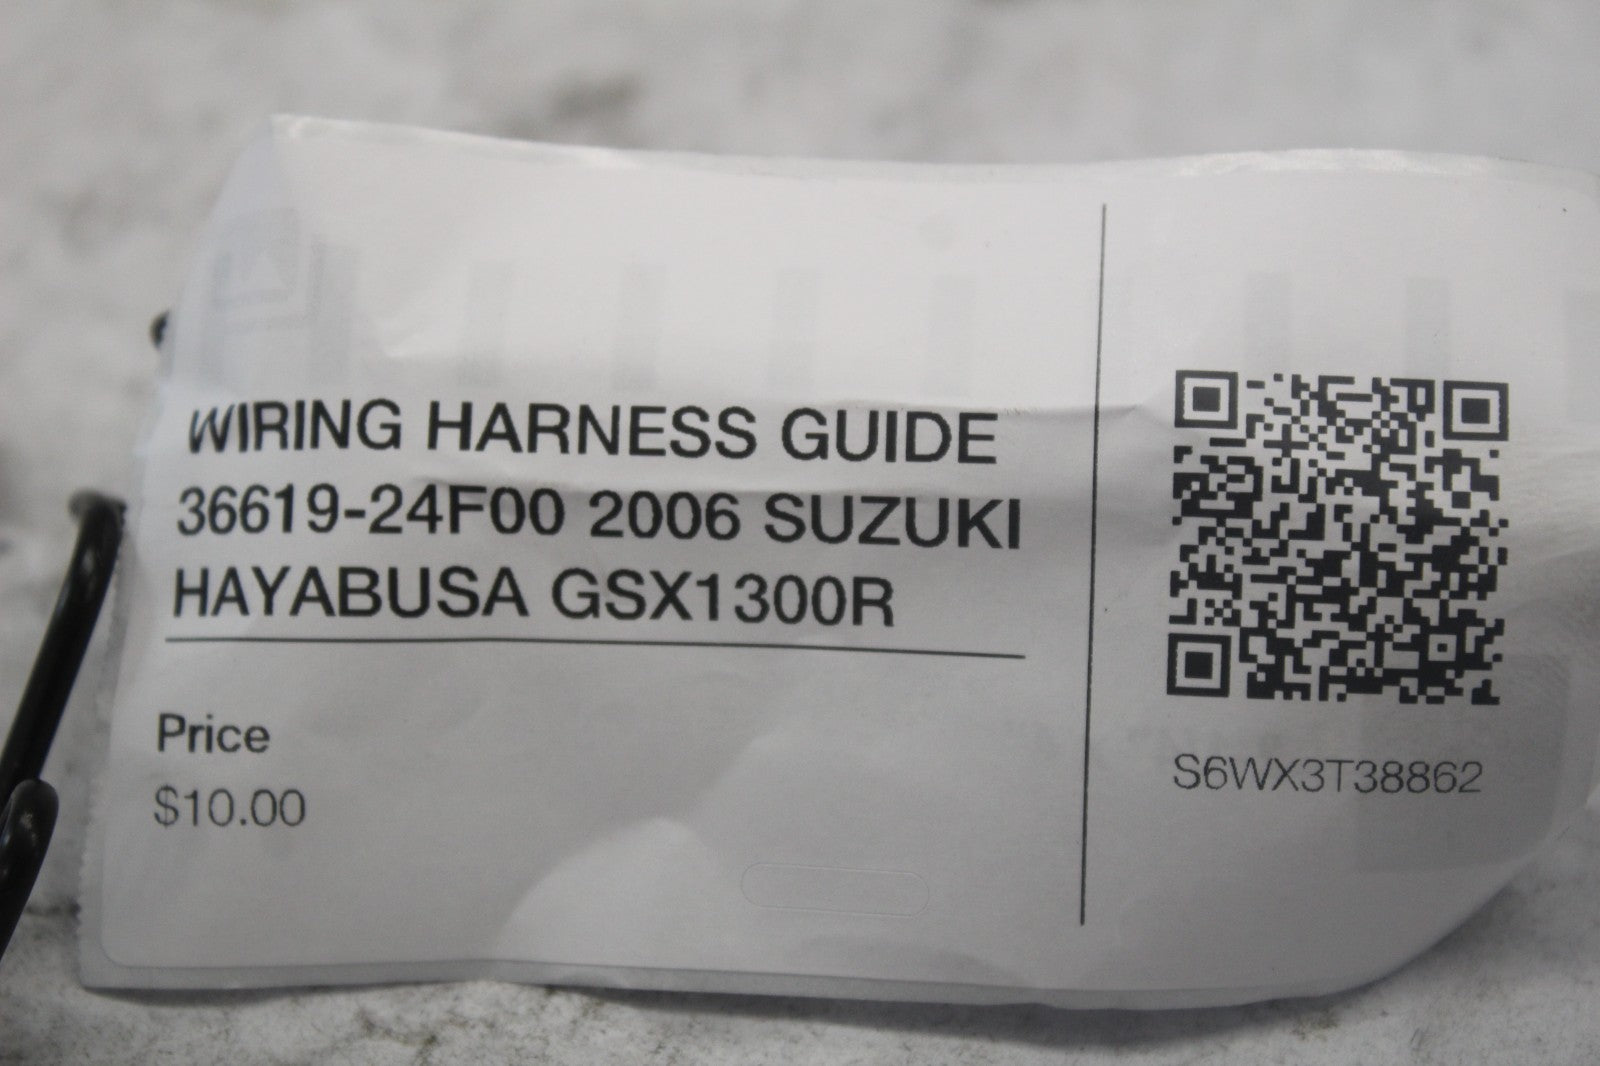 WIRING HARNESS GUIDE
36619-24F00 2006 SUZUKI
HAYABUSA GSX1300R
Price
$10.00
S6WX3T38862